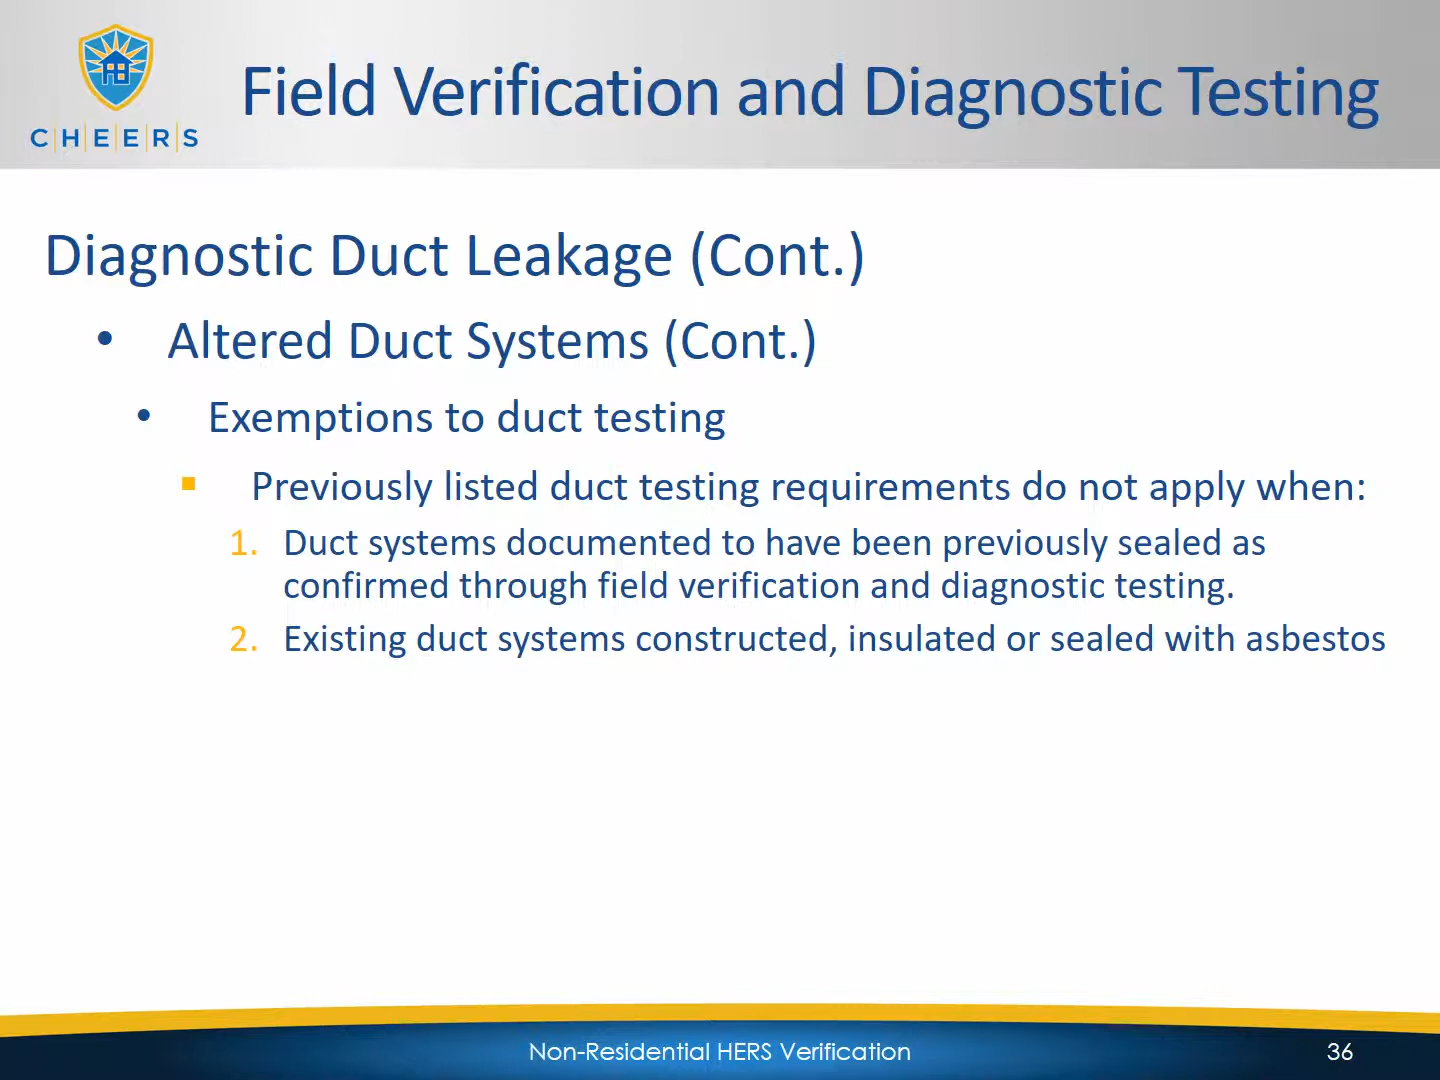 C|H|E|E|R|S
Field Verification and Diagnostic Testing
Diagnostic Duct Leakage (Cont.)
• Altered Duct Systems (Cont.)
• Exemptions to duct testing
▪ Previously listed duct testing requirements do not apply when:
1. Duct systems documented to have been previously sealed as
confirmed through field verification and diagnostic testing.
2. Existing duct systems constructed, insulated or sealed with asbestos
Non-Residential HERS Verification
36